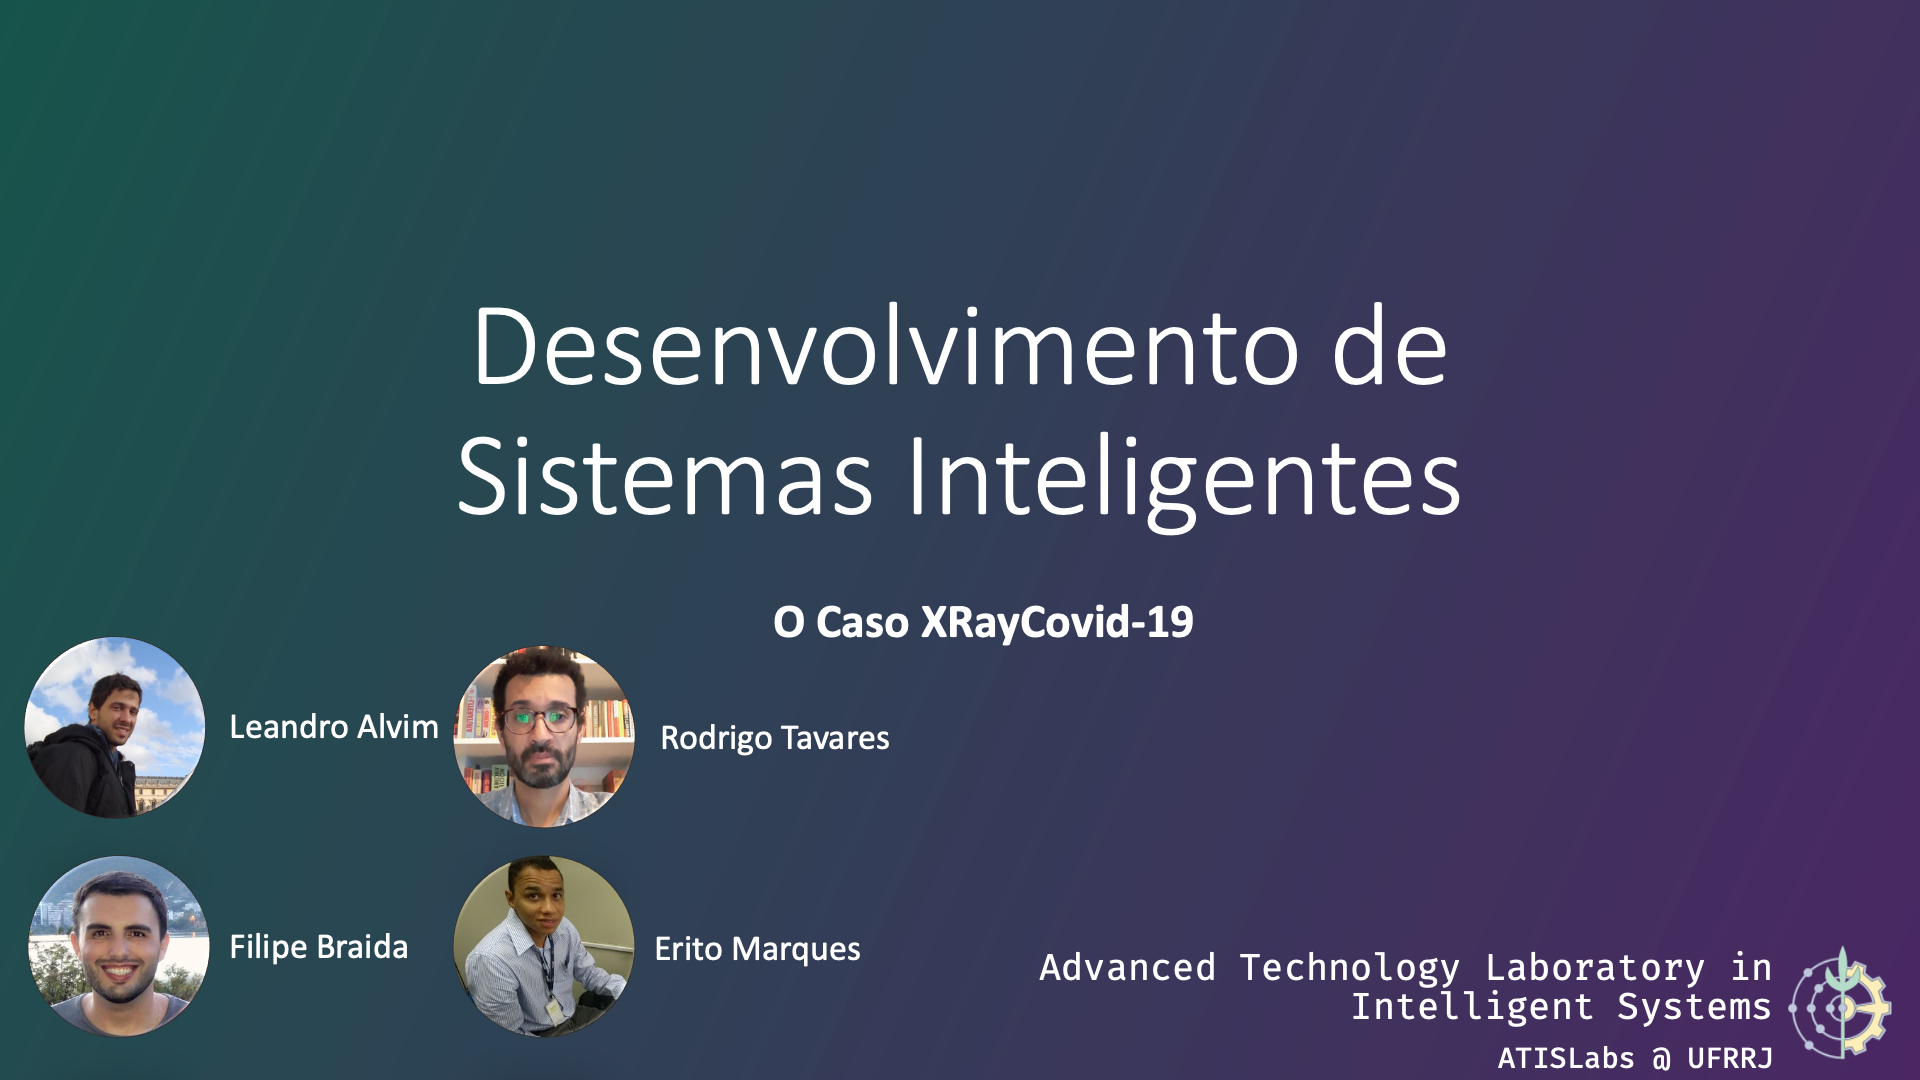 Desenvolvimento de
Sistemas Inteligentes
O Caso XRayCovid-19
Leandro Alvim
Rodrigo Tavares
Filipe Braida
Erito Marques
Advanced Technology Laboratory in
Intelligent Systems
ATISLabs @ UFRRJ